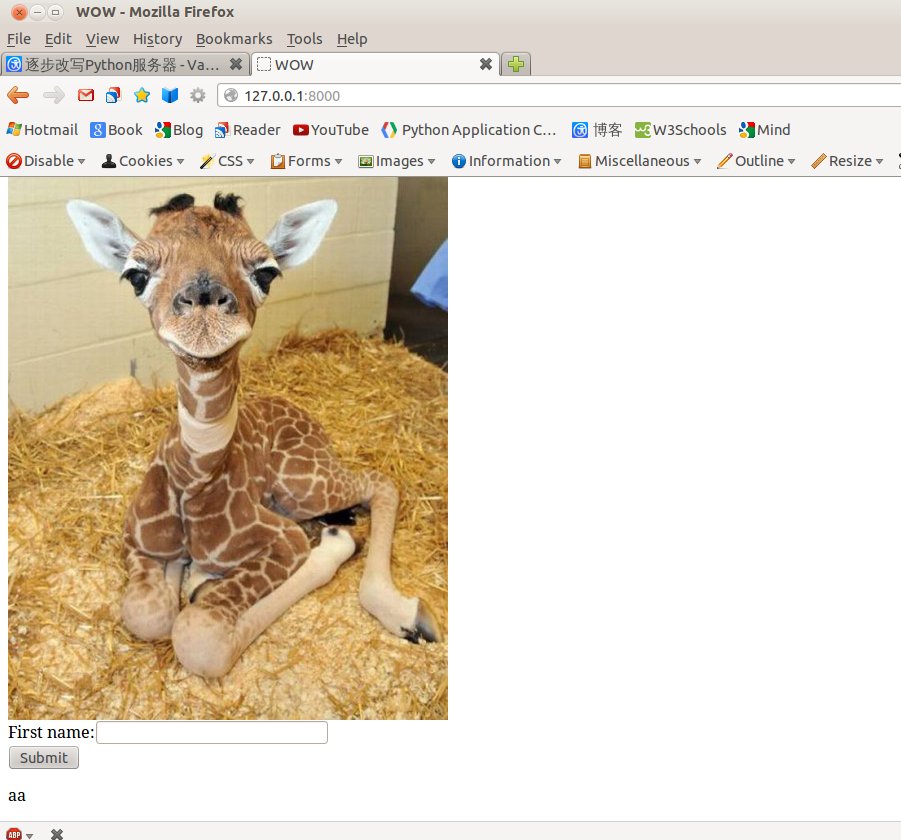 WOW - Mozilla Firefox
File Edit View History Bookmarks Tools Help
逐步改写Python服务器 - Va... WOW
127.0.0.1:8000
Hotmail Book Blog Reader YouTube Python Application C... 博客 W3Schools Mind
Disable Cookies CSS Forms Images Information Miscellaneous Outline Resize
First name:
Submit
aa
ABP